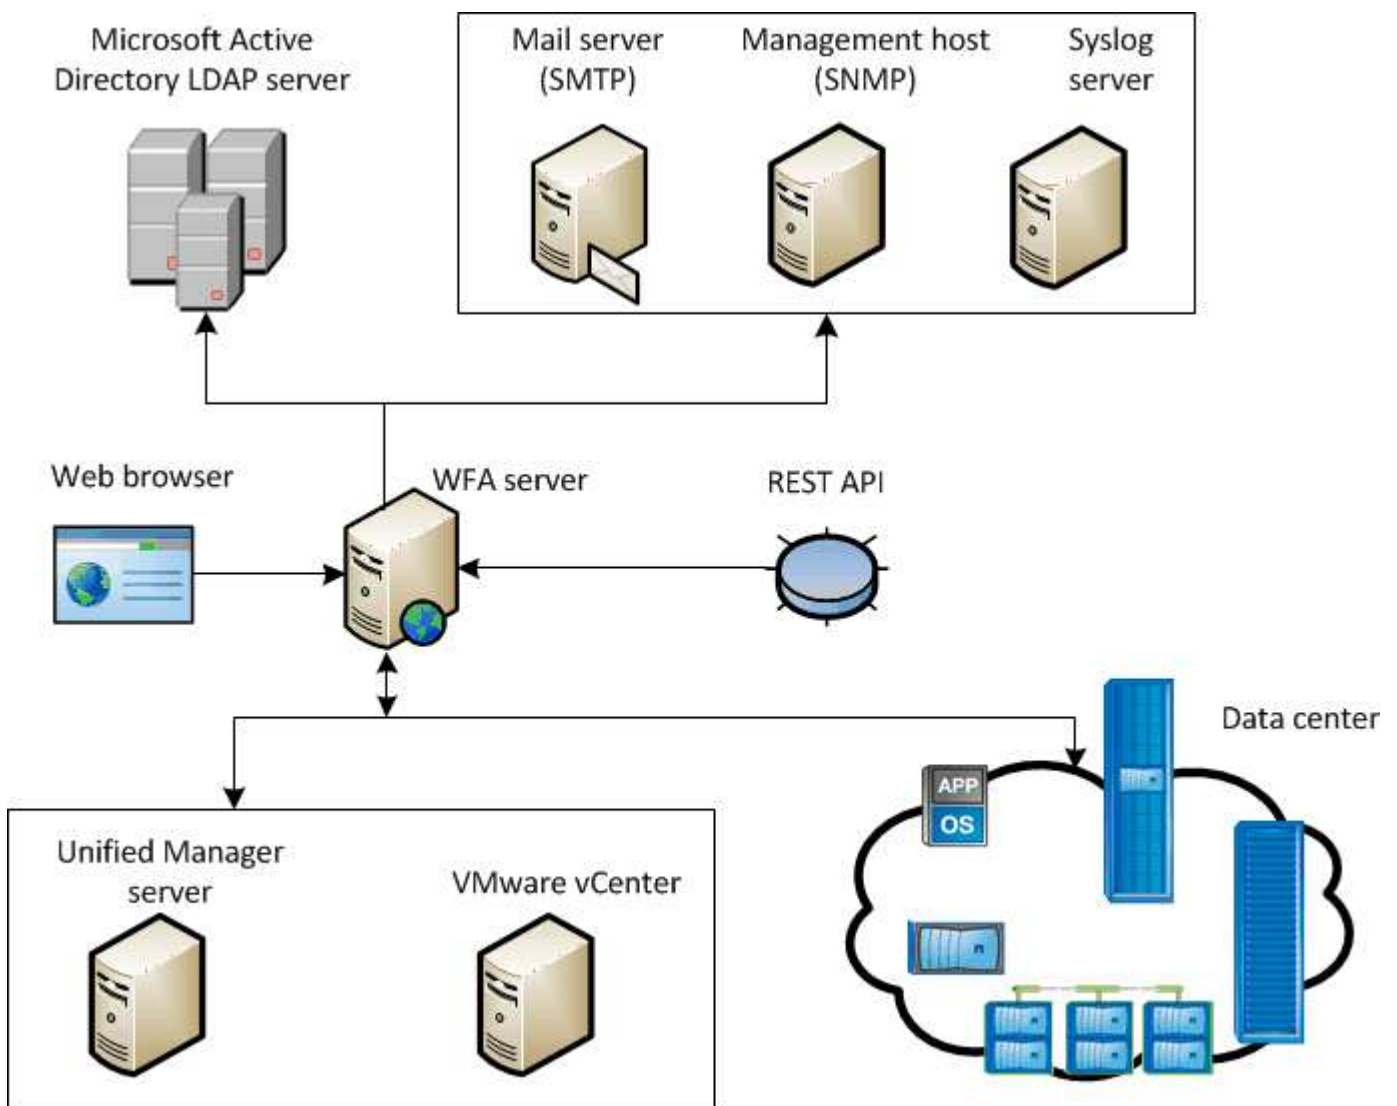 Microsoft Active
Directory LDAP server
Mail server
(SMTP)
Management host
(SNMP)
Syslog
server
Web browser
WFA server
REST API
Data center
APP
OS
Unified Manager
server
VMware vCenter